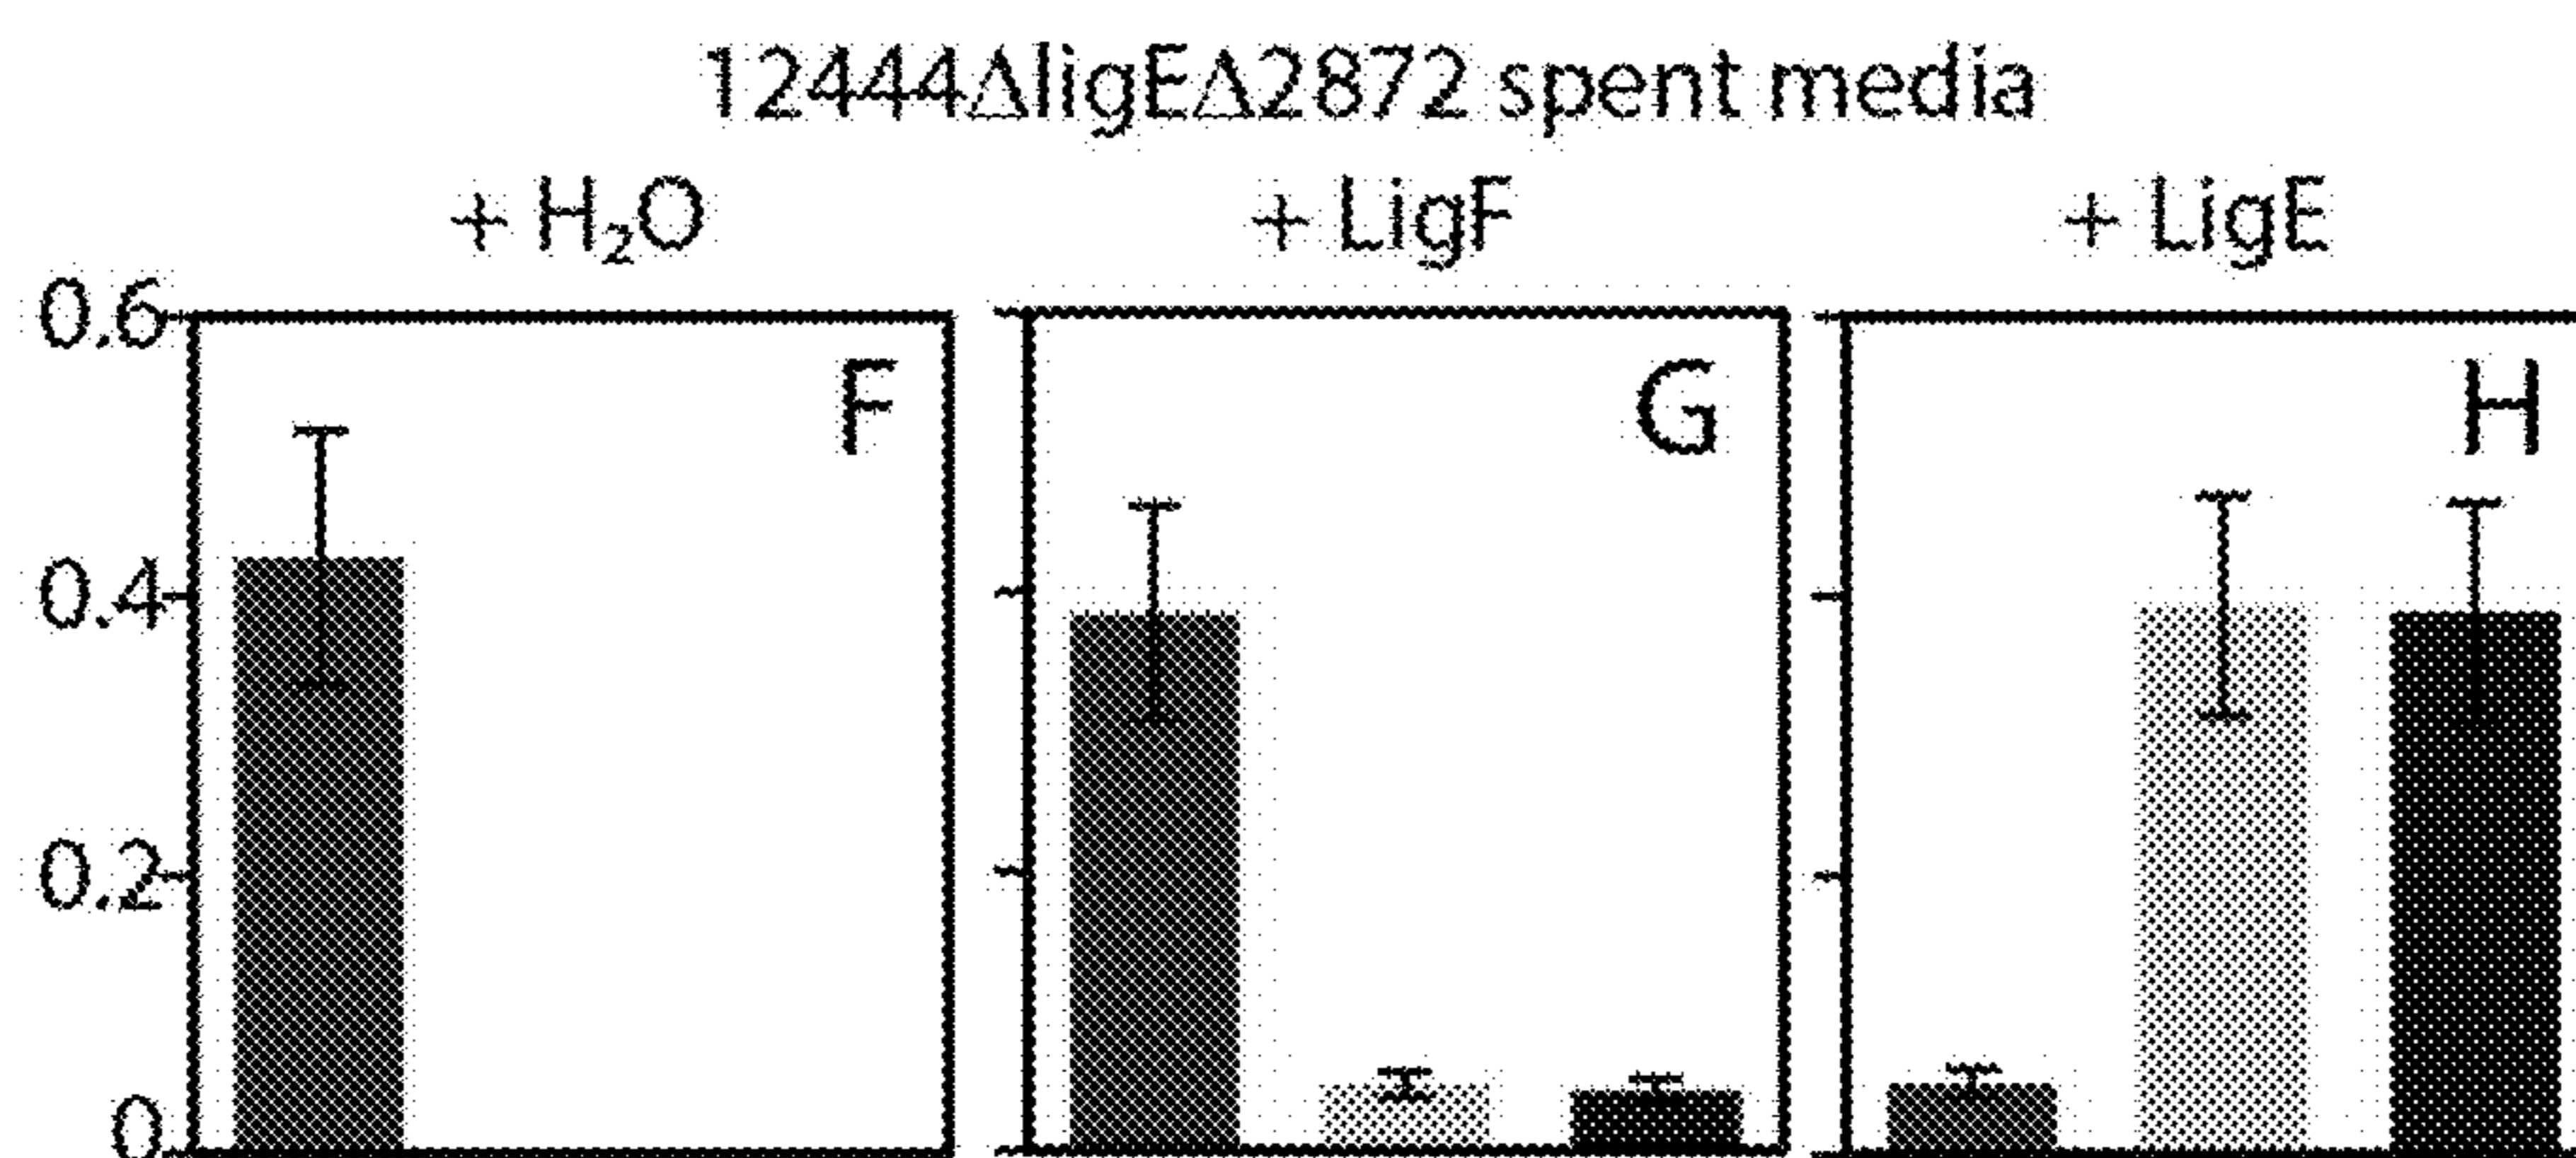 12444ΔligEΔ2872 spent media
+ H₂O + LigF + LigE
0.6
F G H
0.4
0.2
0